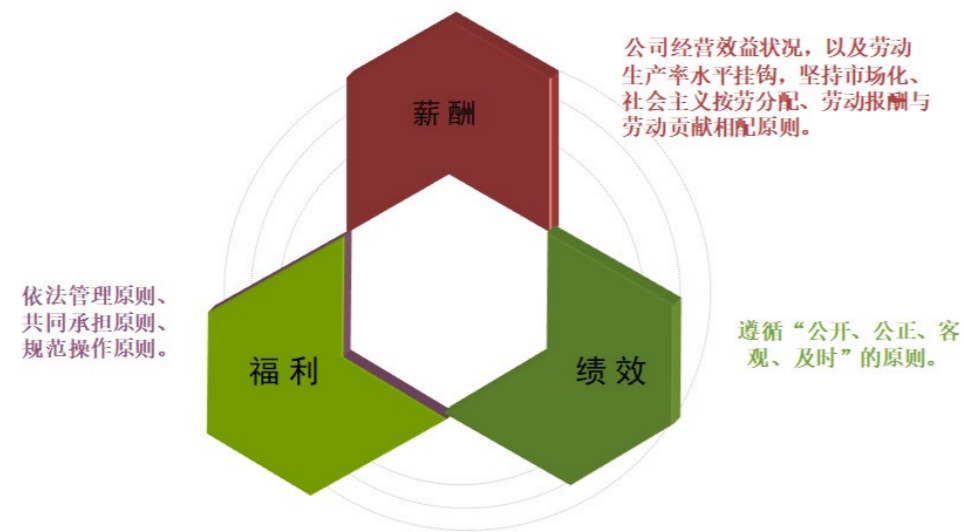 薪酬
公司经营效益状况，以及劳动
生产率水平挂钩，坚持市场化、
社会主义按劳分配、劳动报酬与
劳动贡献相配原则。
依法管理原则、
共同承担原则、
规范操作原则。
福利
绩效
遵循“公开、公正、客
观、及时”的原则。